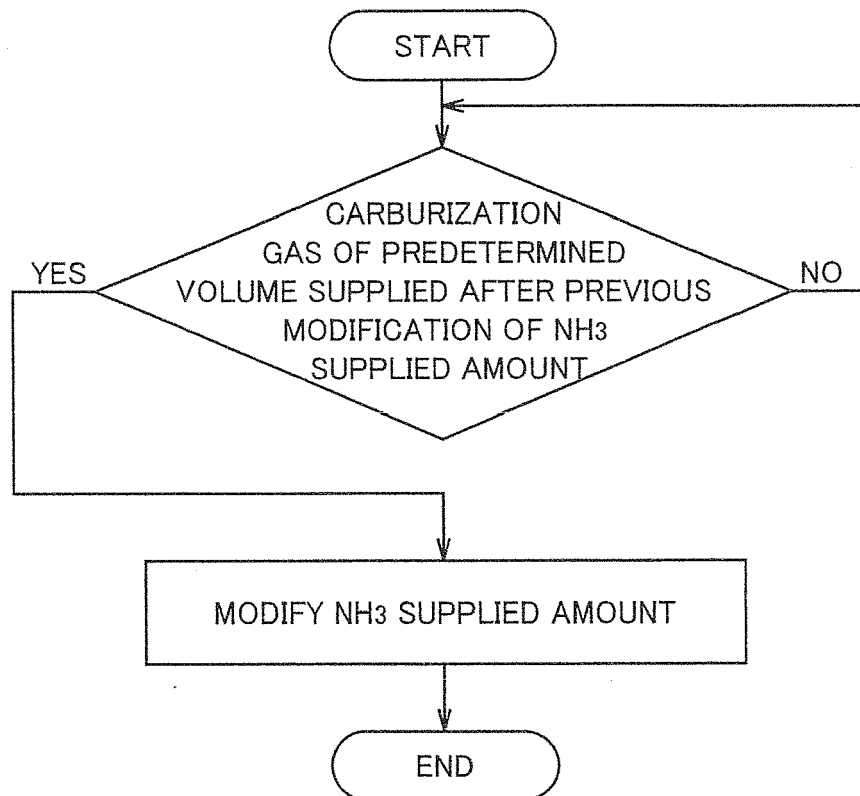 START
CARBURIZATION
GAS OF PREDETERMINED
YES
NO
VOLUME SUPPLIED AFTER PREVIOUS
MODIFICATION OF NH3
SUPPLIED AMOUNT
MODIFY NH3 SUPPLIED AMOUNT
END